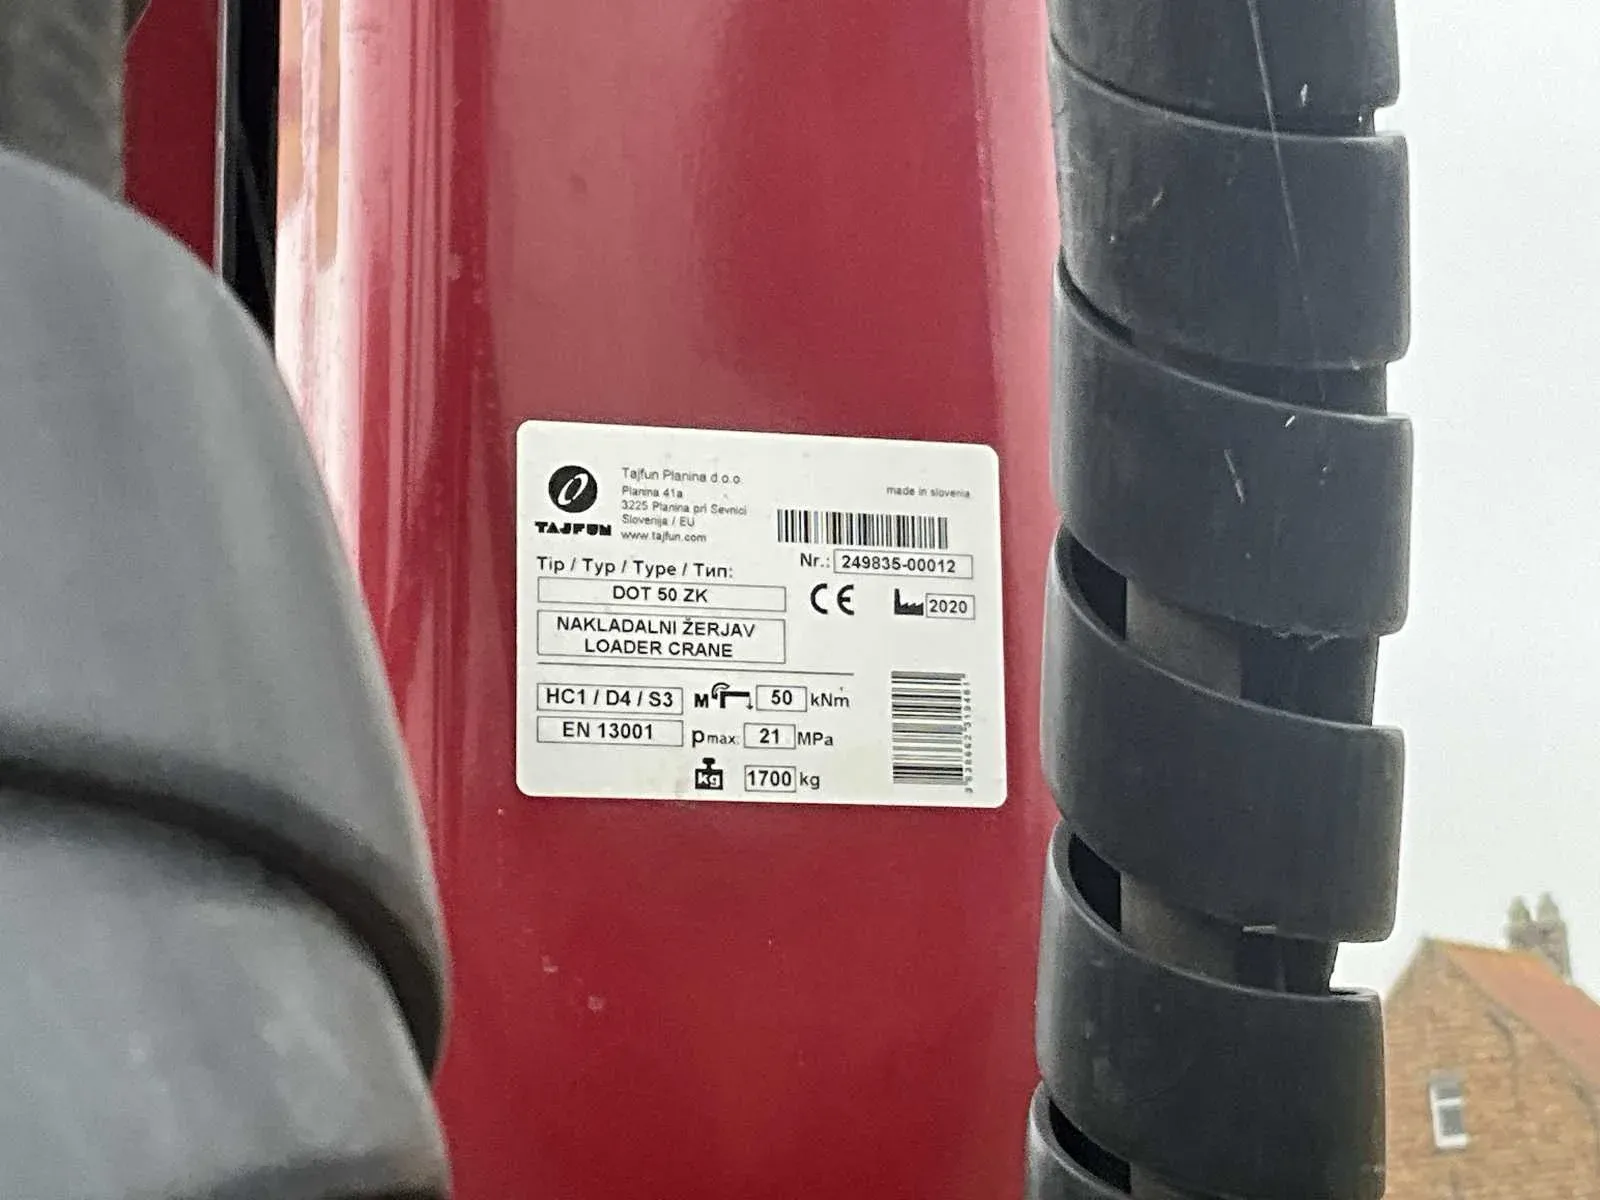 Tajfun Planina d.o.o.
Planina 41a
3225 Planina pri Sevnici
Slovenija / EU
www.tajfun.com
TAJFUN
made in slovenia
Nr.: 249835-00012
Tip / Typ / Type / Тип:
DOT 50 ZK
CE
2020
NAKLADALNI ŽERJAV
LOADER CRANE
HC1 / D4 / S3
M 50 kNm
EN 13001
pmax: 21 MPa
kg 1700 kg